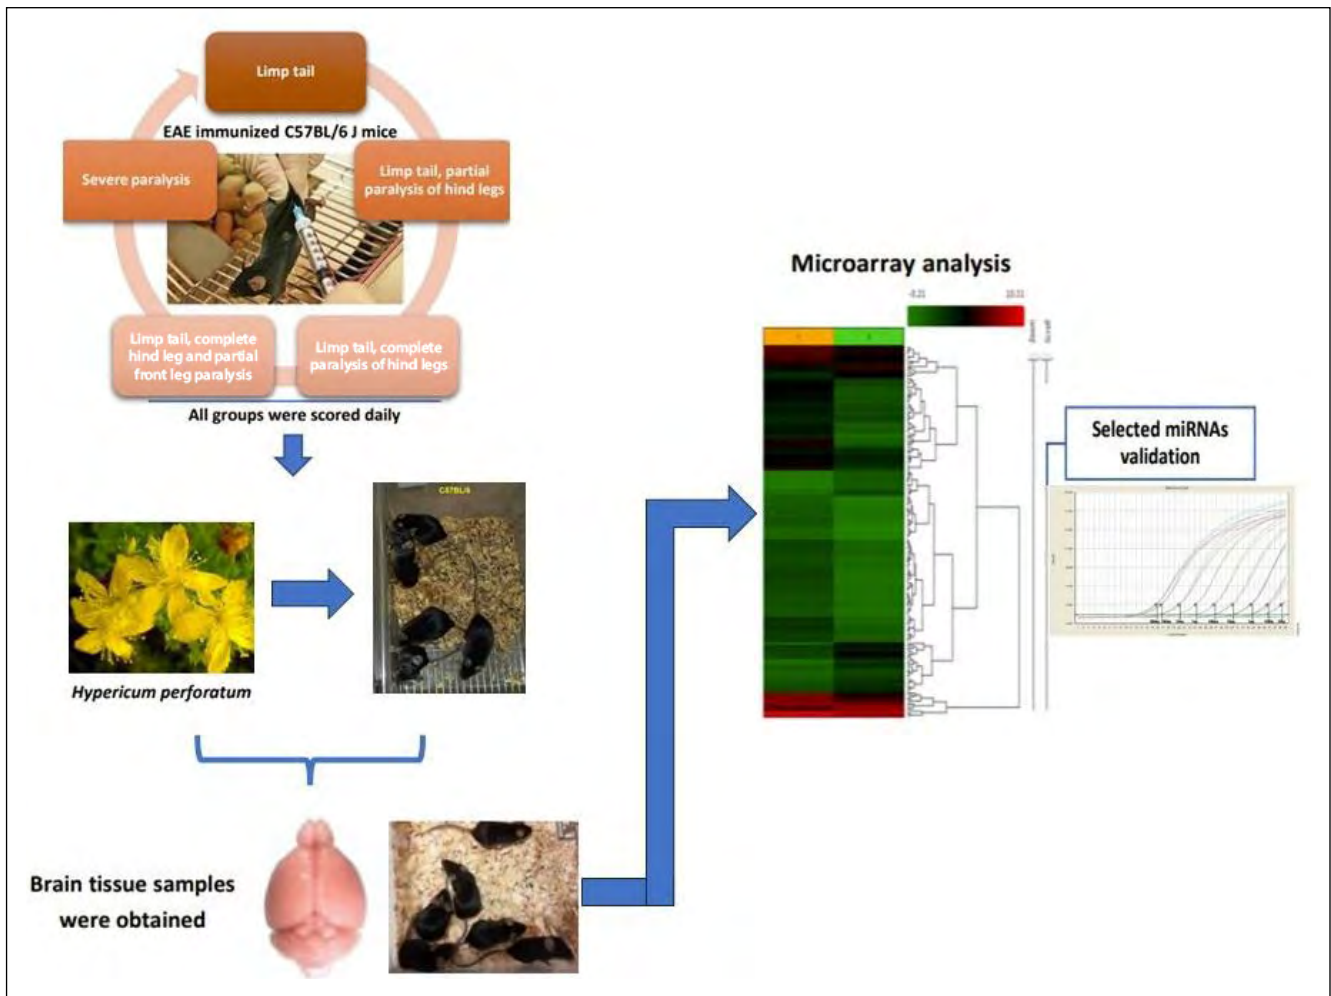 Limp tail
EAE immunized C57BL/6 J mice
Severe paralysis
Limp tail, partial
paralysis of hind legs
Limp tail, complete
hind leg and partial
front leg paralysis
Limp tail, complete
paralysis of hind legs
All groups were scored daily
C57BL/6
Hypericum perforatum
Brain tissue samples
were obtained
Microarray analysis
Zoom
Scroll
Selected miRNAs
validation